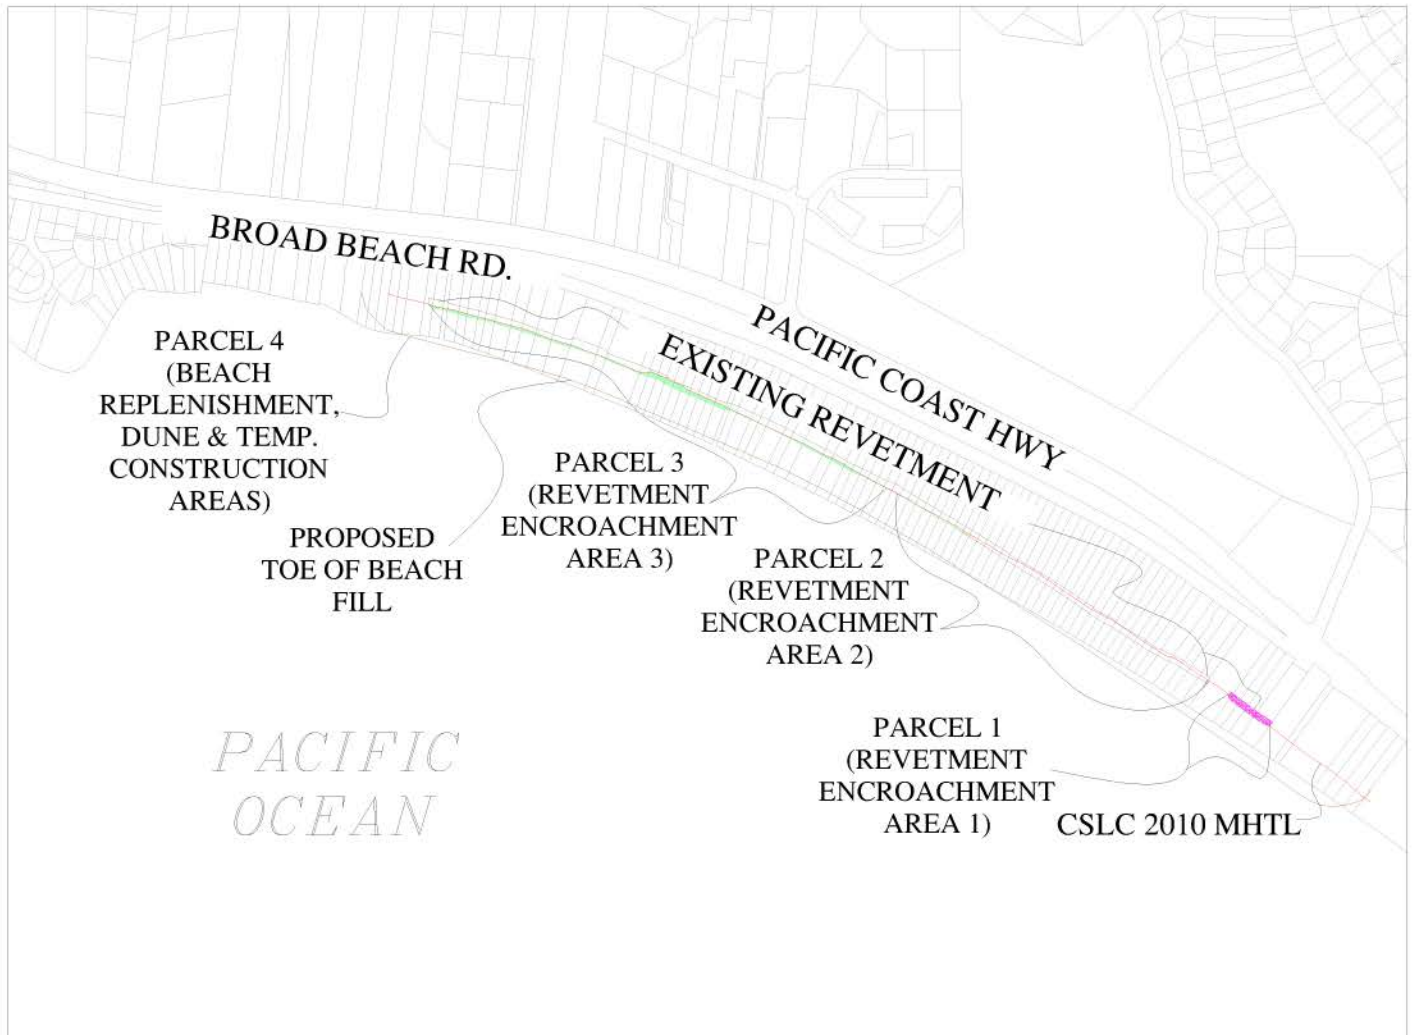 BROAD BEACH RD.
PACIFIC COAST HWY
EXISTING REVETMENT
PARCEL 4
(BEACH
REPLENISHMENT,
DUNE & TEMP.
CONSTRUCTION
AREAS)
PROPOSED
TOE OF BEACH
FILL
PARCEL 3
(REVETMENT
ENCROACHMENT
AREA 3)
PARCEL 2
(REVETMENT
ENCROACHMENT
AREA 2)
PARCEL 1
(REVETMENT
ENCROACHMENT
AREA 1)
CSLC 2010 MHTL
PACIFIC
OCEAN